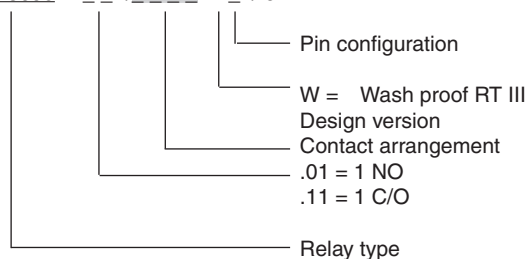 Pin configuration
W = Wash proof RT III
Design version
Contact arrangement
.01 = 1 NO
.11 = 1 C/O
Relay type